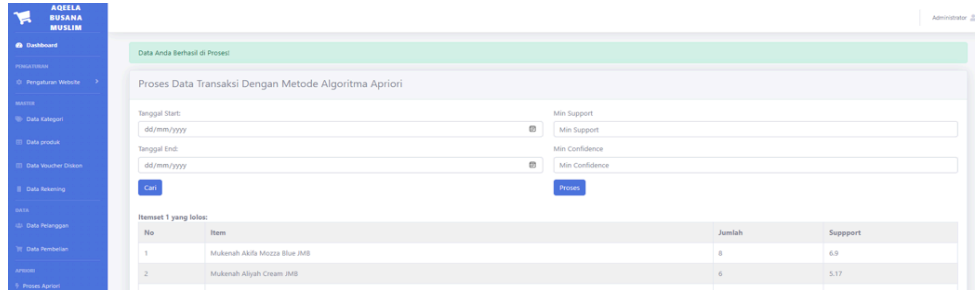 AQEELA
BUSANA
MUSLIM
Administrator
Dashboard
PENGATURAN
Pengaturan Website
MASTER
Data Kategori
Data produk
Data Voucher Diskon
Data Rekening
DATA
Data Pelanggan
Data Pembelian
APRIORI
Proses Apriori
Data Anda Berhasil di Proses!
Proses Data Transaksi Dengan Metode Algoritma Apriori
Tanggal Start:
dd/mm/yyyy
Tanggal End:
dd/mm/yyyy
Cari
Min Support
Min Support
Min Confidence
Min Confidence
Proses
Itemset 1 yang lolos:
No Item Jumlah Suppport
1 Mukenah Akifa Mozza Blue JMB 8 6.9
2 Mukenah Aliyah Cream JMB 6 5.17